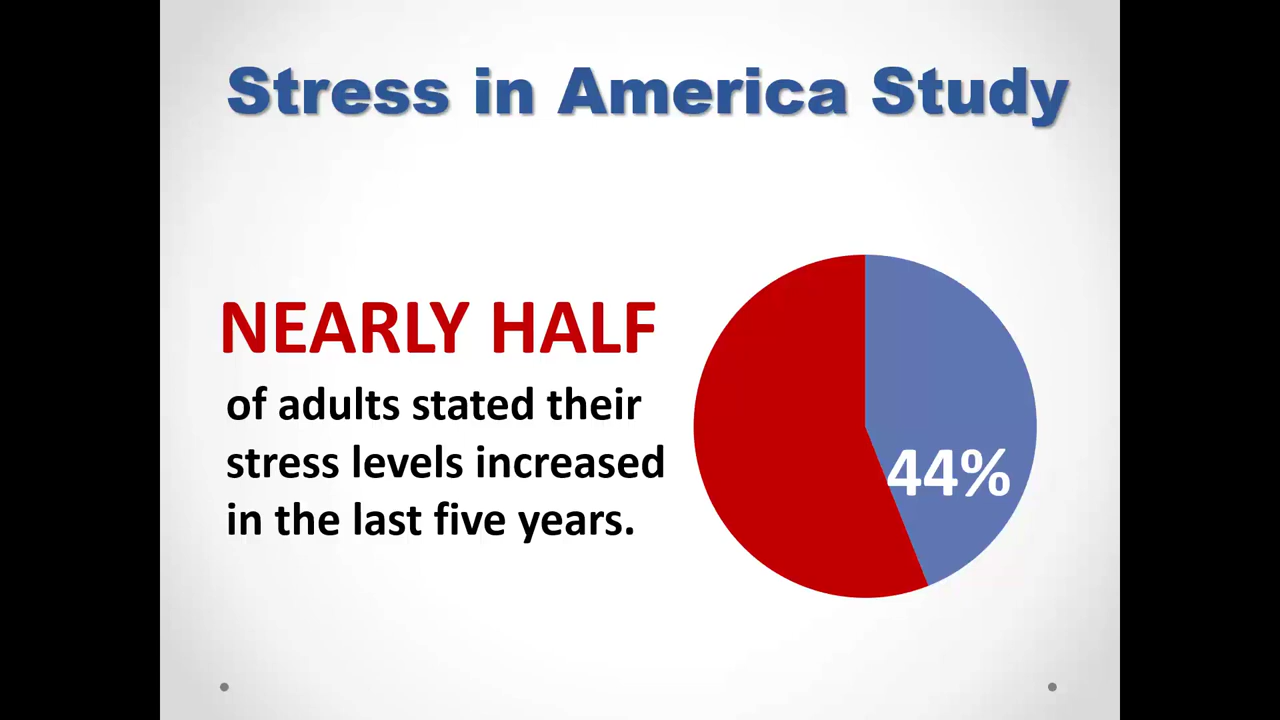 Stress in America Study
NEARLY HALF
of adults stated their
stress levels increased
in the last five years.
44%